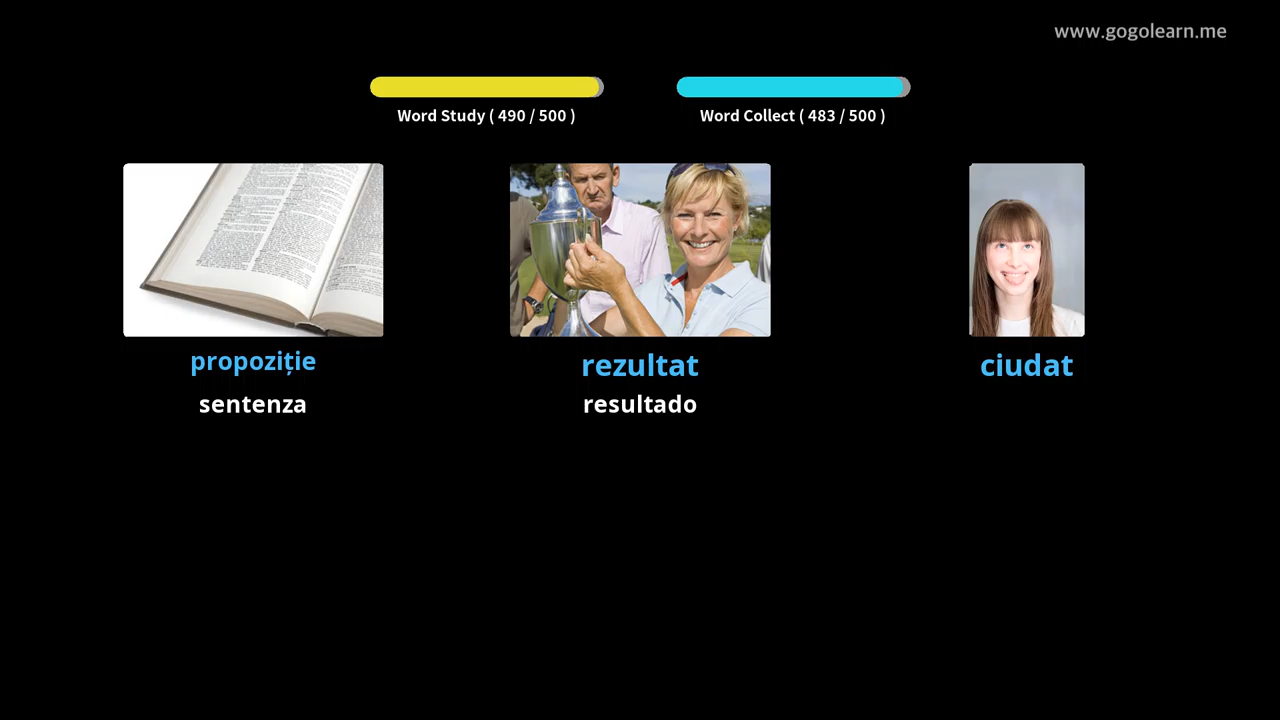 www.gogolearn.me
Word Study ( 490 / 500 )
Word Collect ( 483 / 500 )
propoziție
rezultat
ciudat
sentenza
resultado